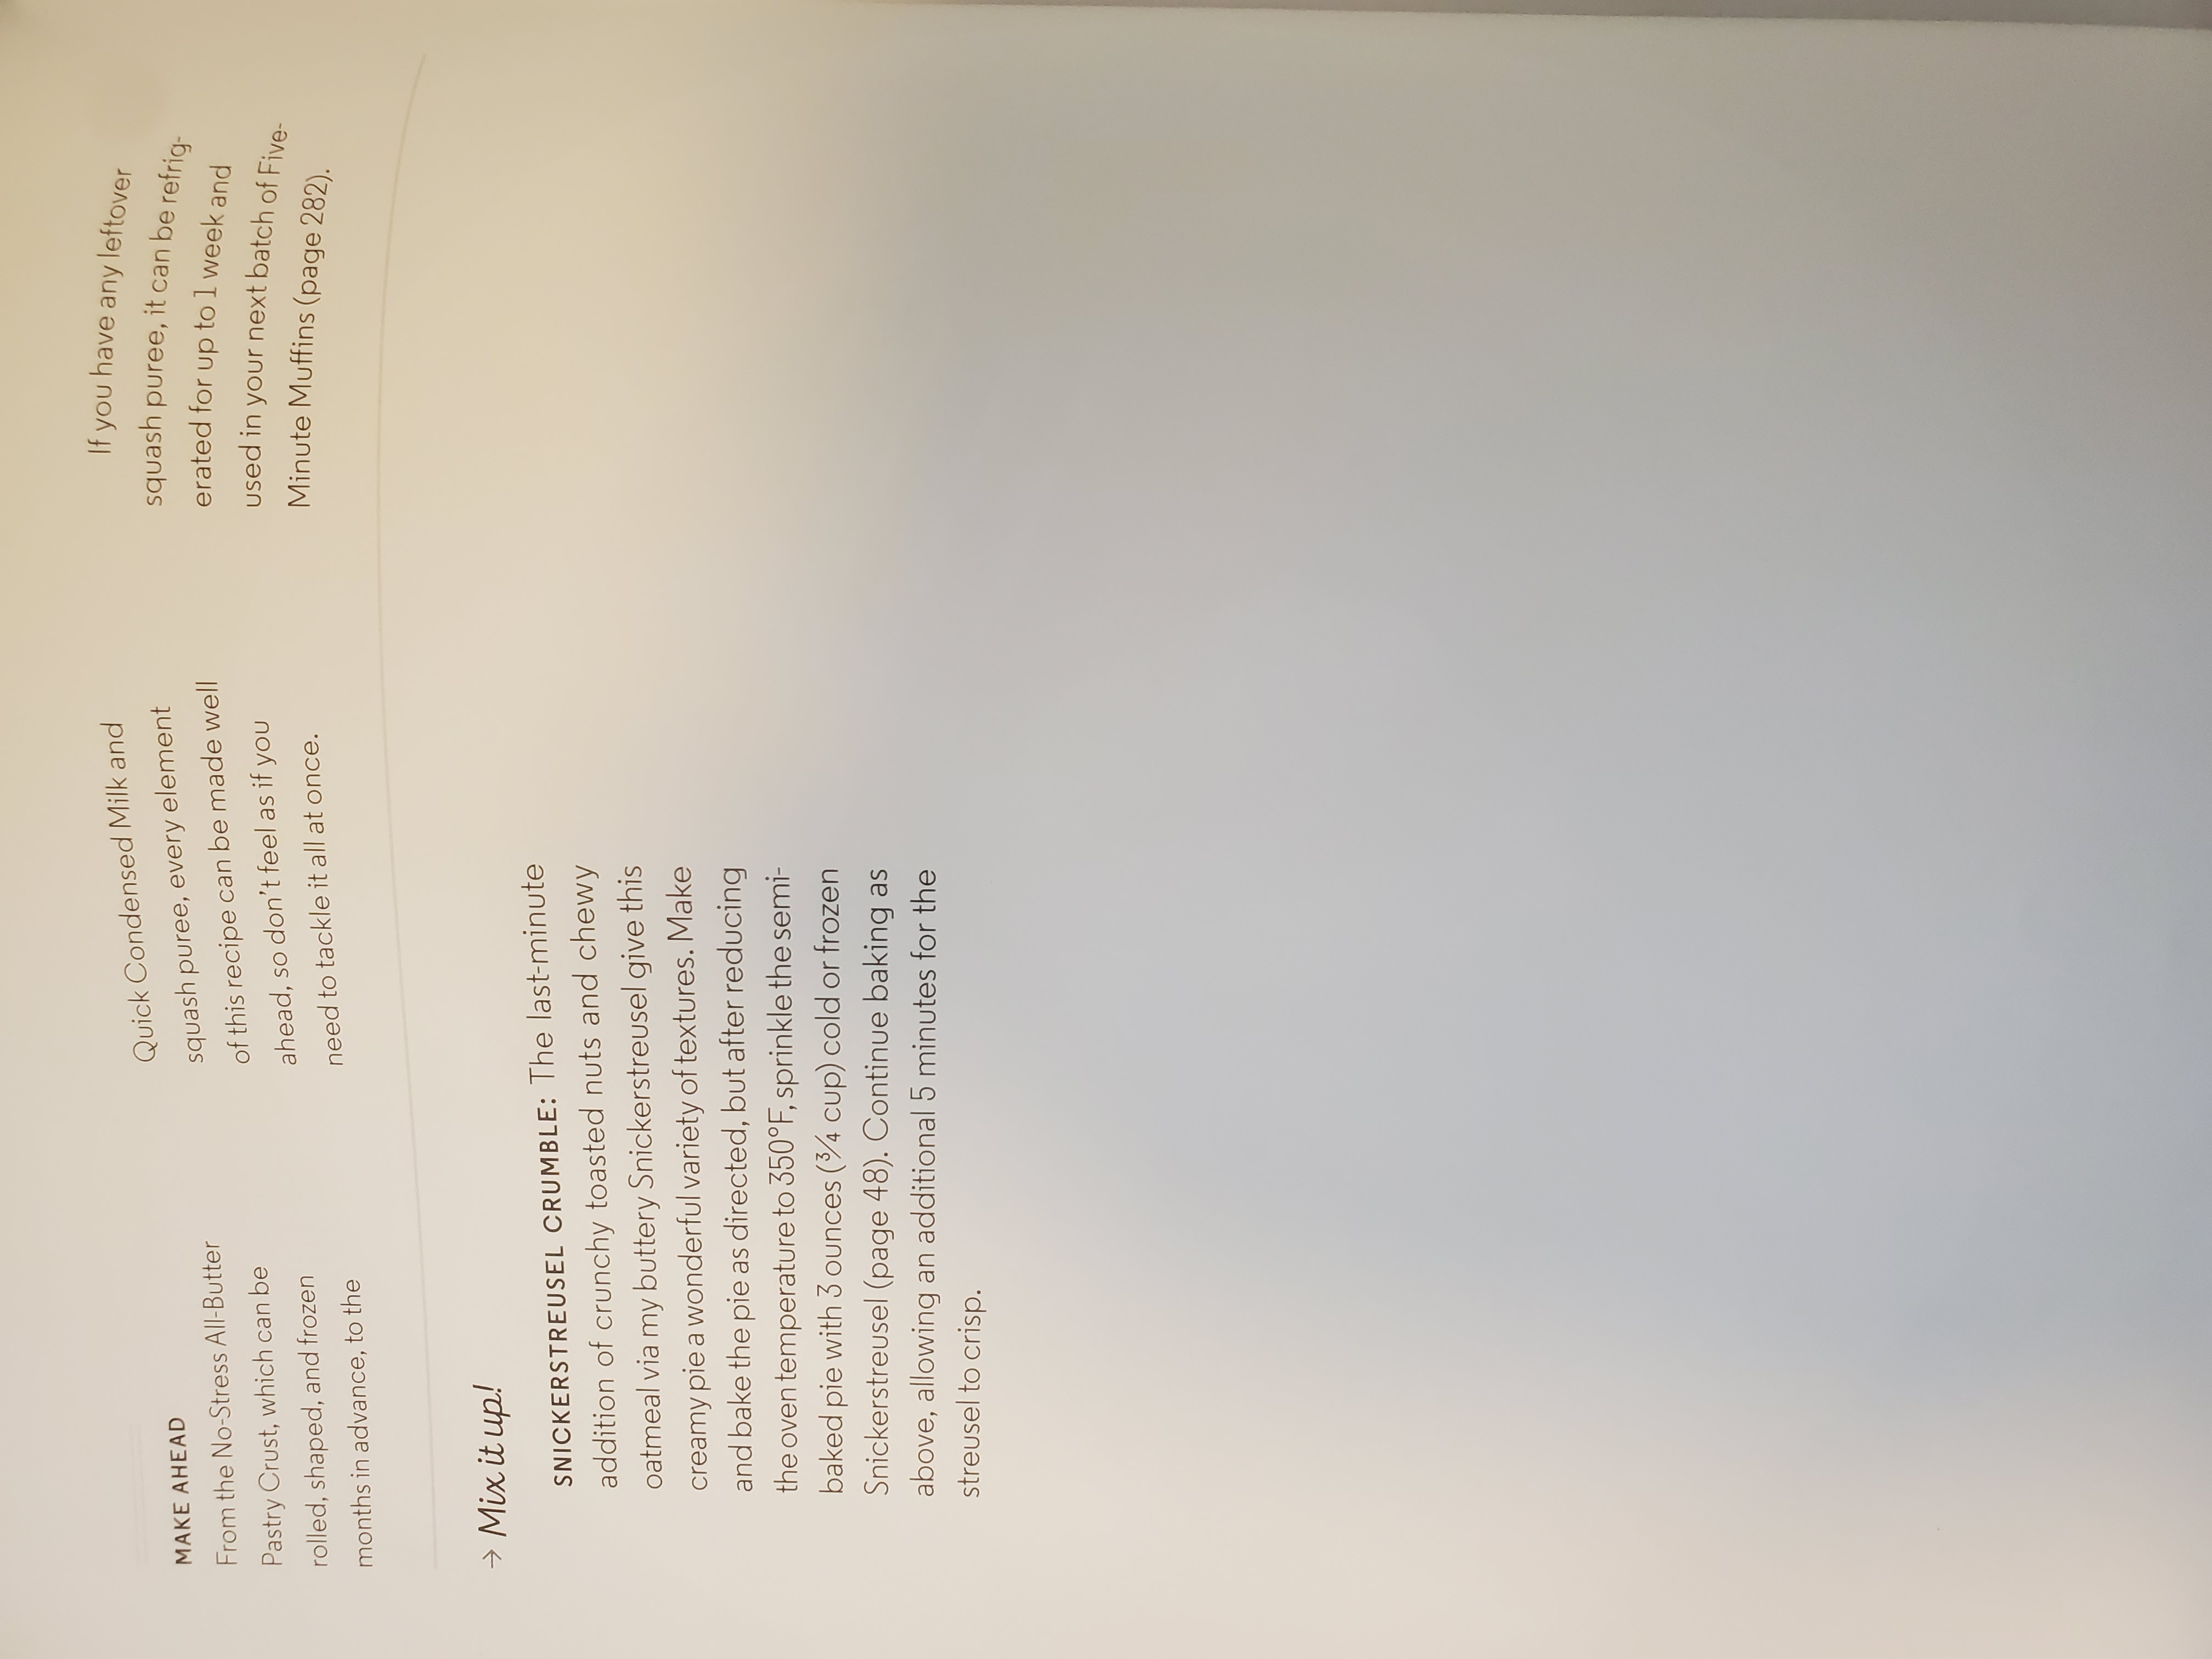 MAKE AHEAD
From the No-Stress All-Butter
Pastry Crust, which can be
rolled, shaped, and frozen
months in advance, to the
Quick Condensed Milk and
squash puree, every element
of this recipe can be made well
ahead, so don't feel as if you
need to tackle it all at once.
If you have any leftover
squash puree, it can be refrig-
erated for up to 1 week and
used in your next batch of Five-
Minute Muffins (page 282).
→ Mix it up!
SNICKERSTREUSEL CRUMBLE: The last-minute
addition of crunchy toasted nuts and chewy
oatmeal via my buttery Snickerstreusel give this
creamy pie a wonderful variety of textures. Make
and bake the pie as directed, but after reducing
the oven temperature to 350°F, sprinkle the semi-
baked pie with 3 ounces (¾ cup) cold or frozen
Snickerstreusel (page 48). Continue baking as
above, allowing an additional 5 minutes for the
streusel to crisp.